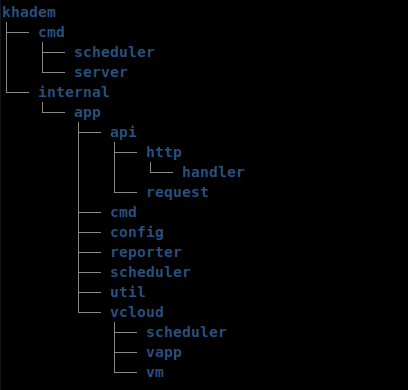 khadem
cmd
scheduler
server
internal
app
api
http
handler
request
cmd
config
reporter
scheduler
util
vcloud
scheduler
vapp
vm